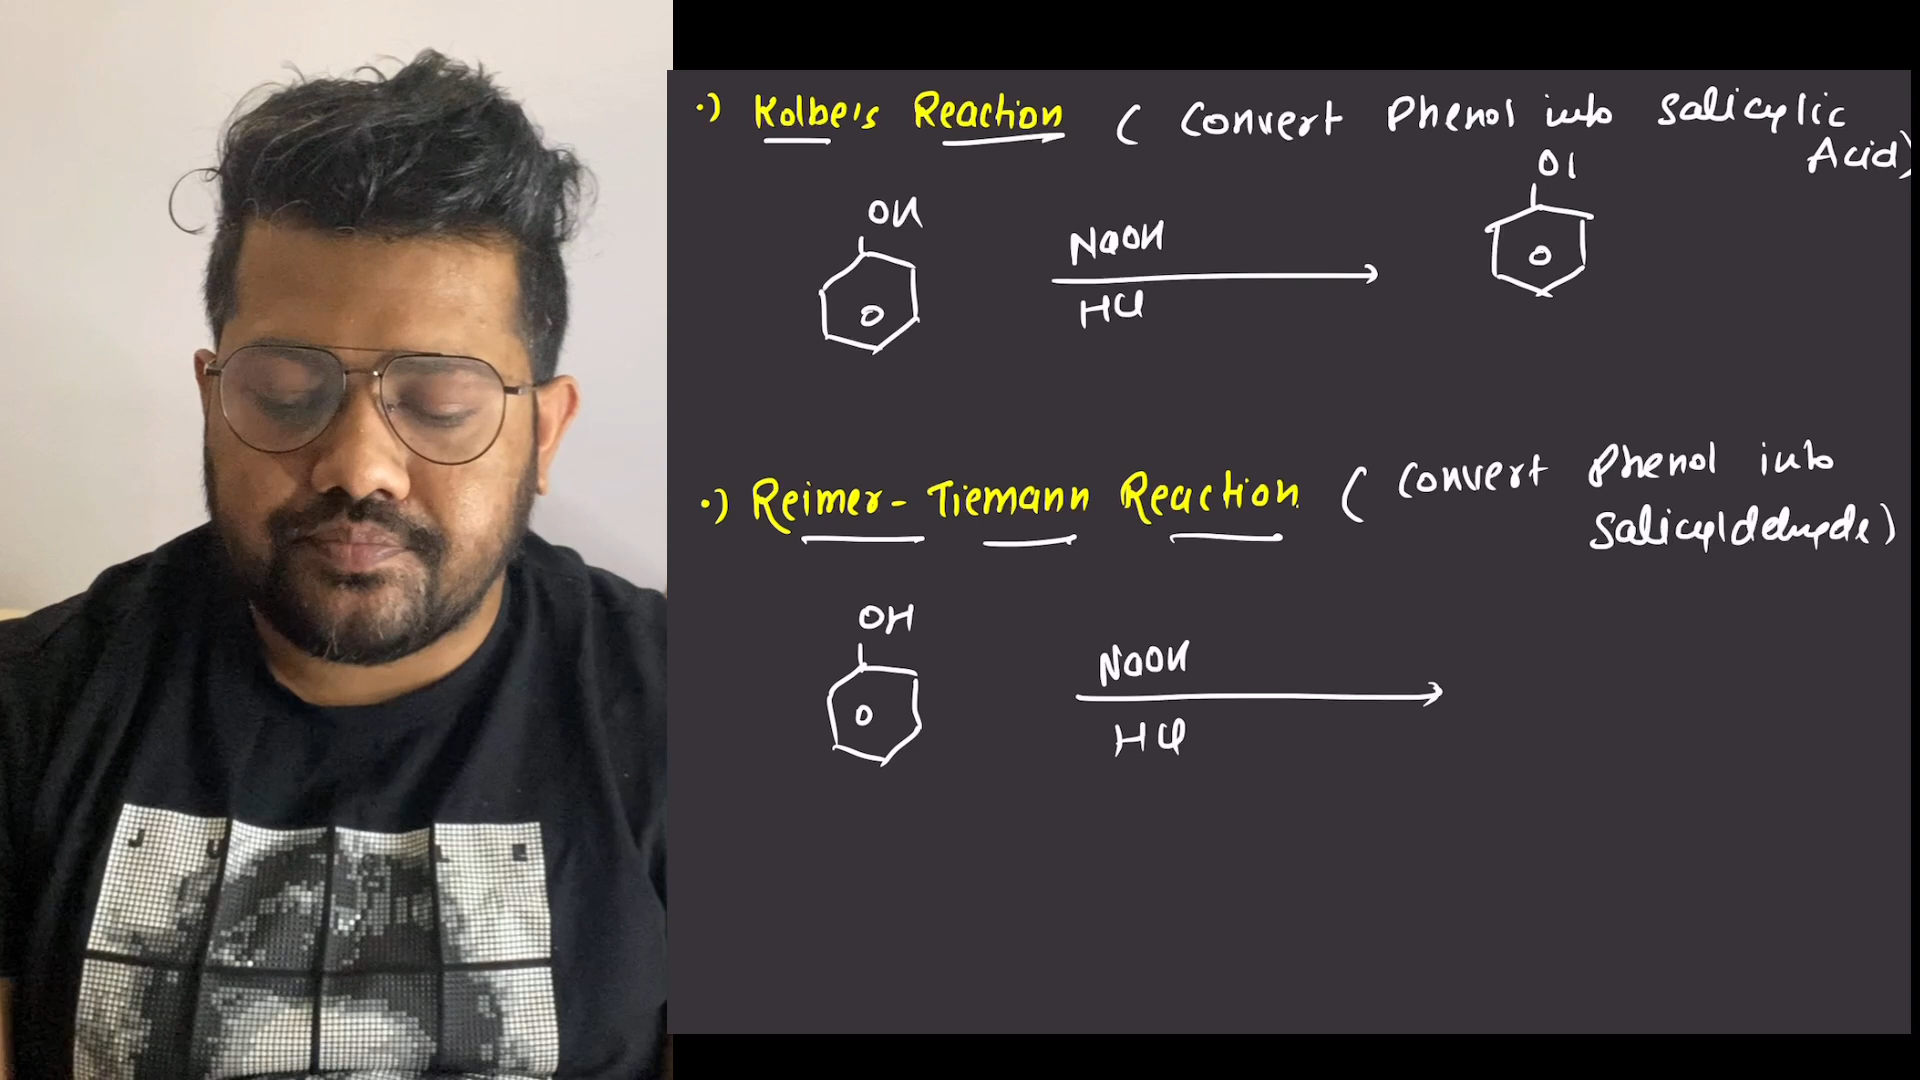 •) Kolbe's Reaction ( Convert Phenol into Salicylic
Acid)
OH
NaOH
HCl
OI
•) Reimer - Tiemann Reaction ( Convert Phenol into
Salicyldehyde)
OH
NaOH
HCl
J U L E